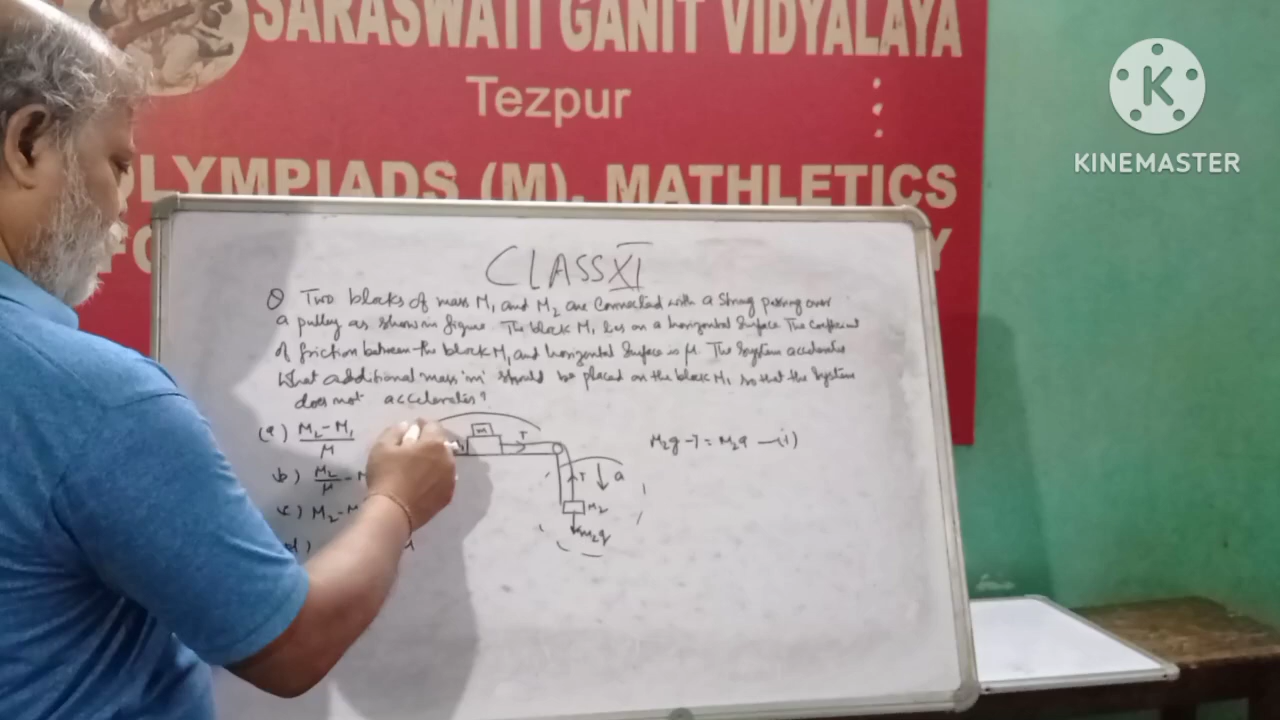 SARASWATI GANIT VIDYALAYA
Tezpur
OLYMPIADS (M), MATHLETICS
KINEMASTER
CLASS XI
Q Two blocks of mass M₁ and M₂ are connected with a string passing over
a pulley as shown in figure. The block M₁ lies on a horizontal surface The coefficient
of friction between the block M₁ and horizontal surface is μ. The system accelerates
What additional mass 'm' should be placed on the block M₁ so that the system
does not accelerates?
(a) M₂-M₁/μ
b) M₂/μ - M
c) M₂-M
m
T
M₂g-T = M₂a —(i)
T
a
M₂
M₂g